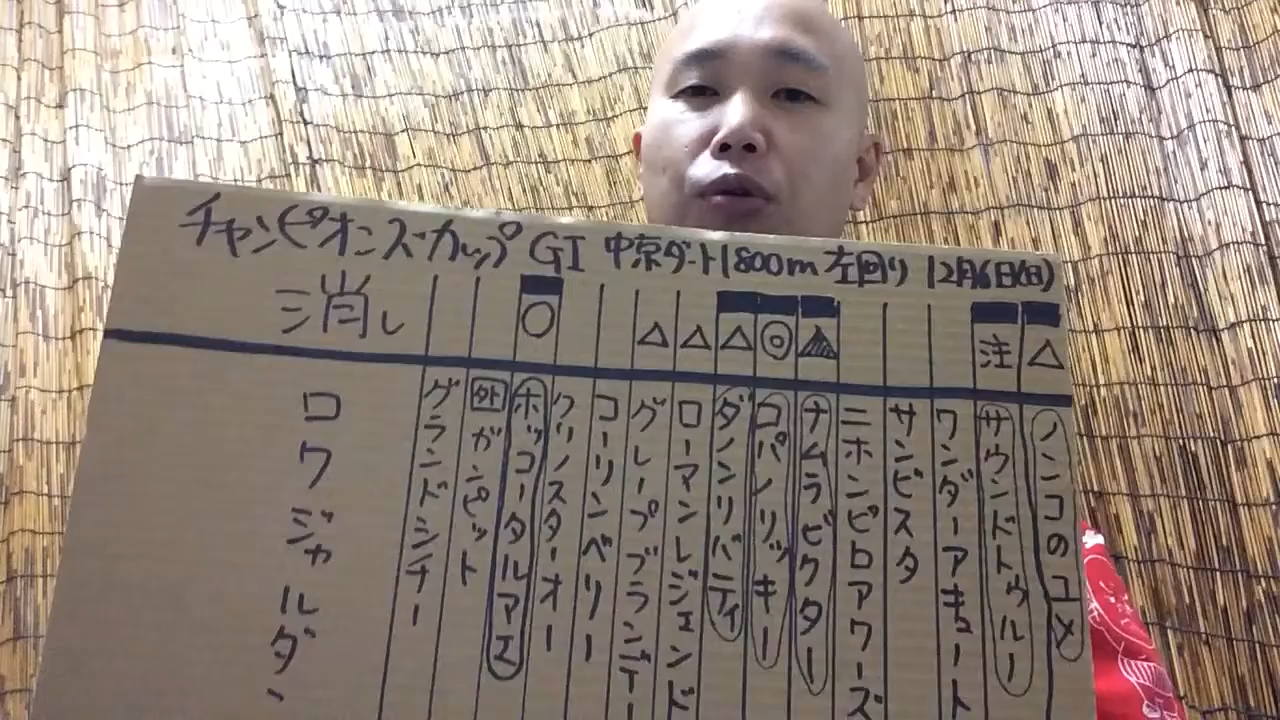 チャンピオンズカップ GI 中京ダート1800m 左回り 12月6日(日)
△ ノンコのユメ
注 サウンドトゥルー
ワンダーアキュート
サンビスタ
ニホンピロアワーズ
▲ ナムラビクター
◎ コパノリッキー
△ ダノンリバティ
△ ローマンレジェンド
△ グレープブランデー
コーリンベリー
クリノスターオー
○ ホッコータルマエ
外 ガンピット
グランドシチー
消し ロワジャルダン